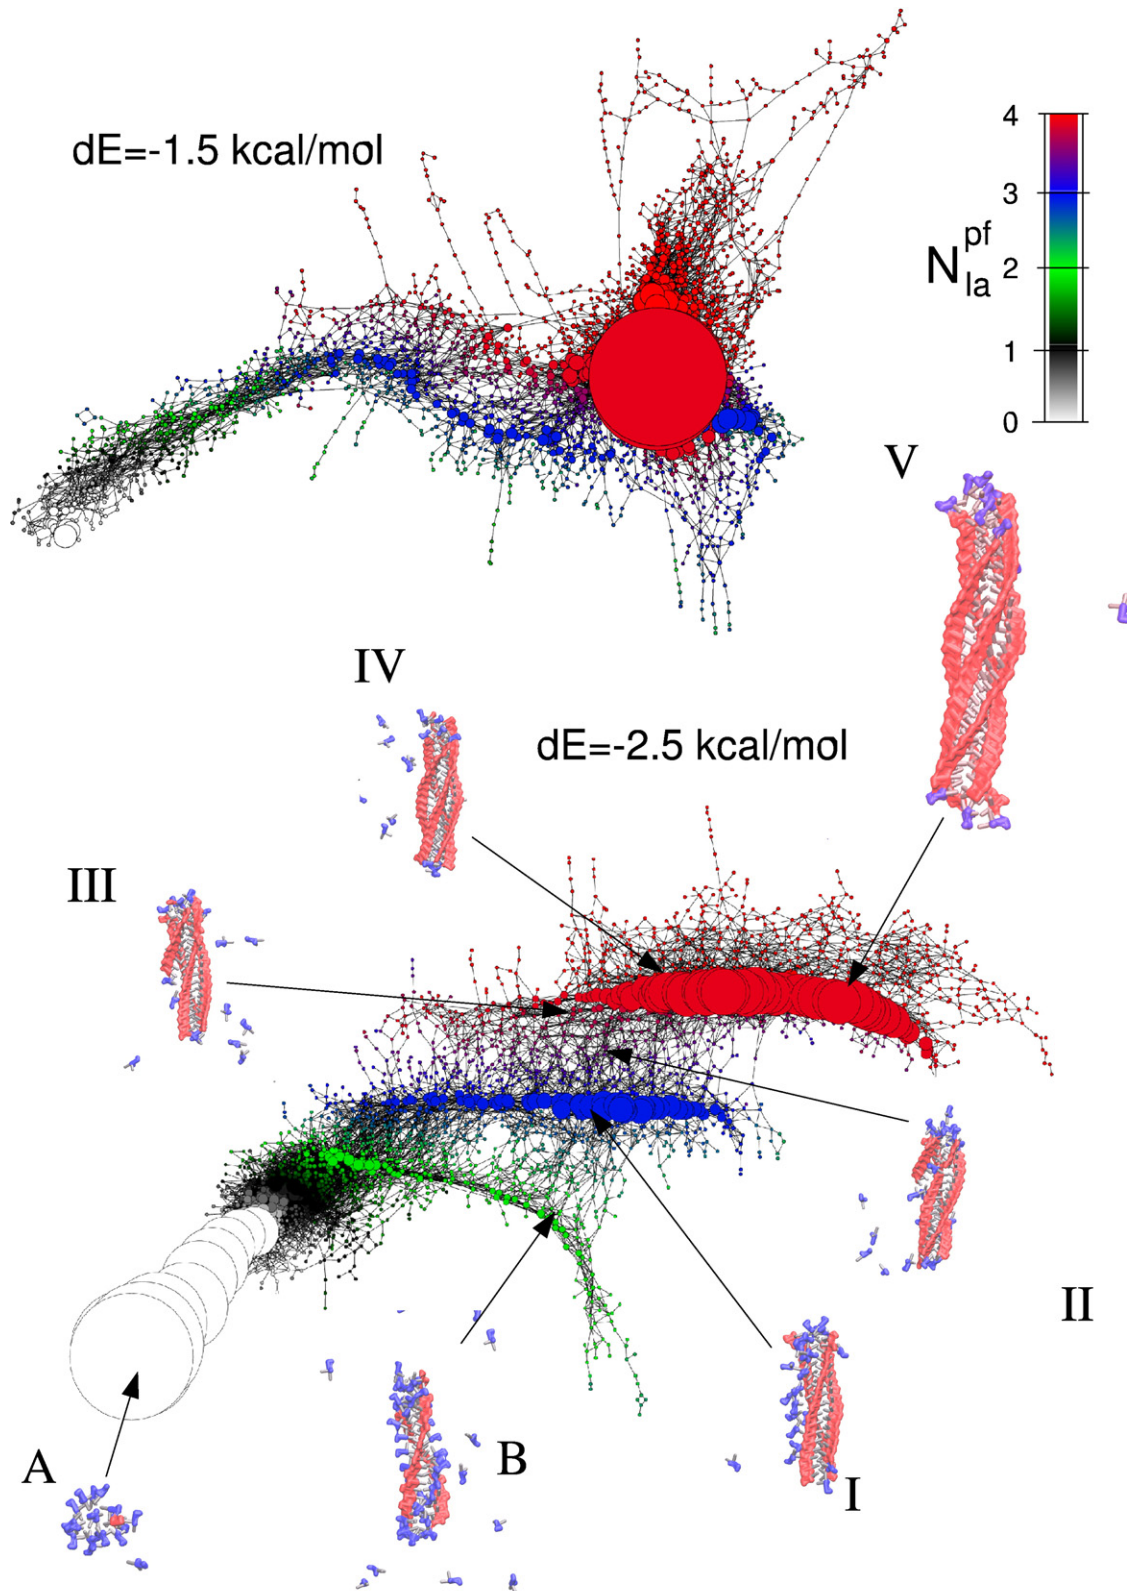 dE=-1.5 kcal/mol
4
3
2
1
0
N_la^pf
V
IV
dE=-2.5 kcal/mol
III
II
A
B
I